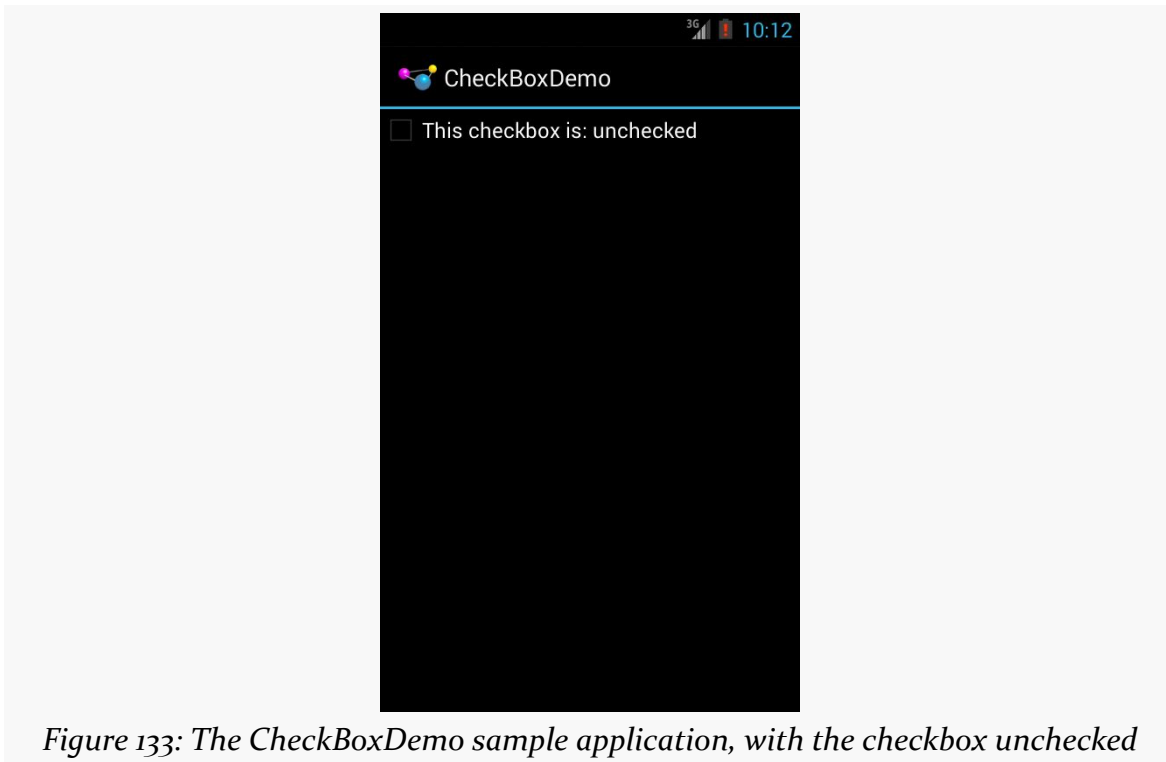 3G 10:12
CheckBoxDemo
This checkbox is: unchecked
Figure 133: The CheckBoxDemo sample application, with the checkbox unchecked